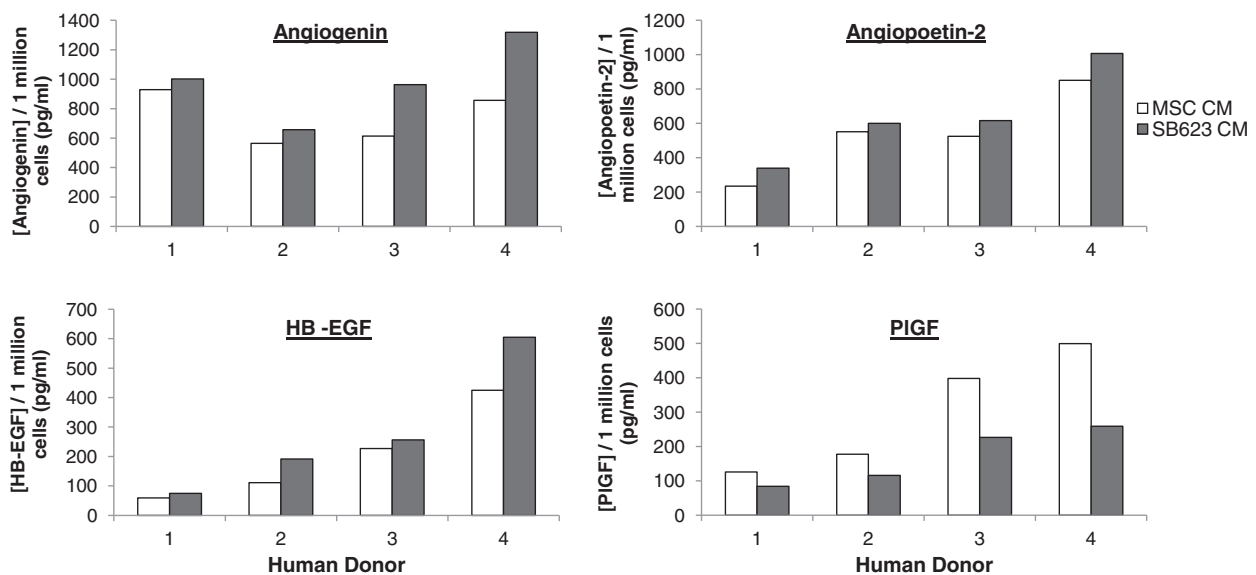 Angiogenin
[Angiogenin] / 1 million
cells (pg/ml)
1400
1200
1000
800
600
400
200
0
1 2 3 4
Angiopoetin-2
[Angiopoetin-2] / 1
million cells (pg/ml)
1200
1000
800
600
400
200
0
1 2 3 4
MSC CM
SB623 CM
HB -EGF
[HB-EGF] / 1 million
cells (pg/ml)
700
600
500
400
300
200
100
0
1 2 3 4
Human Donor
PIGF
[PIGF] / 1 million cells
(pg/ml)
600
500
400
300
200
100
0
1 2 3 4
Human Donor